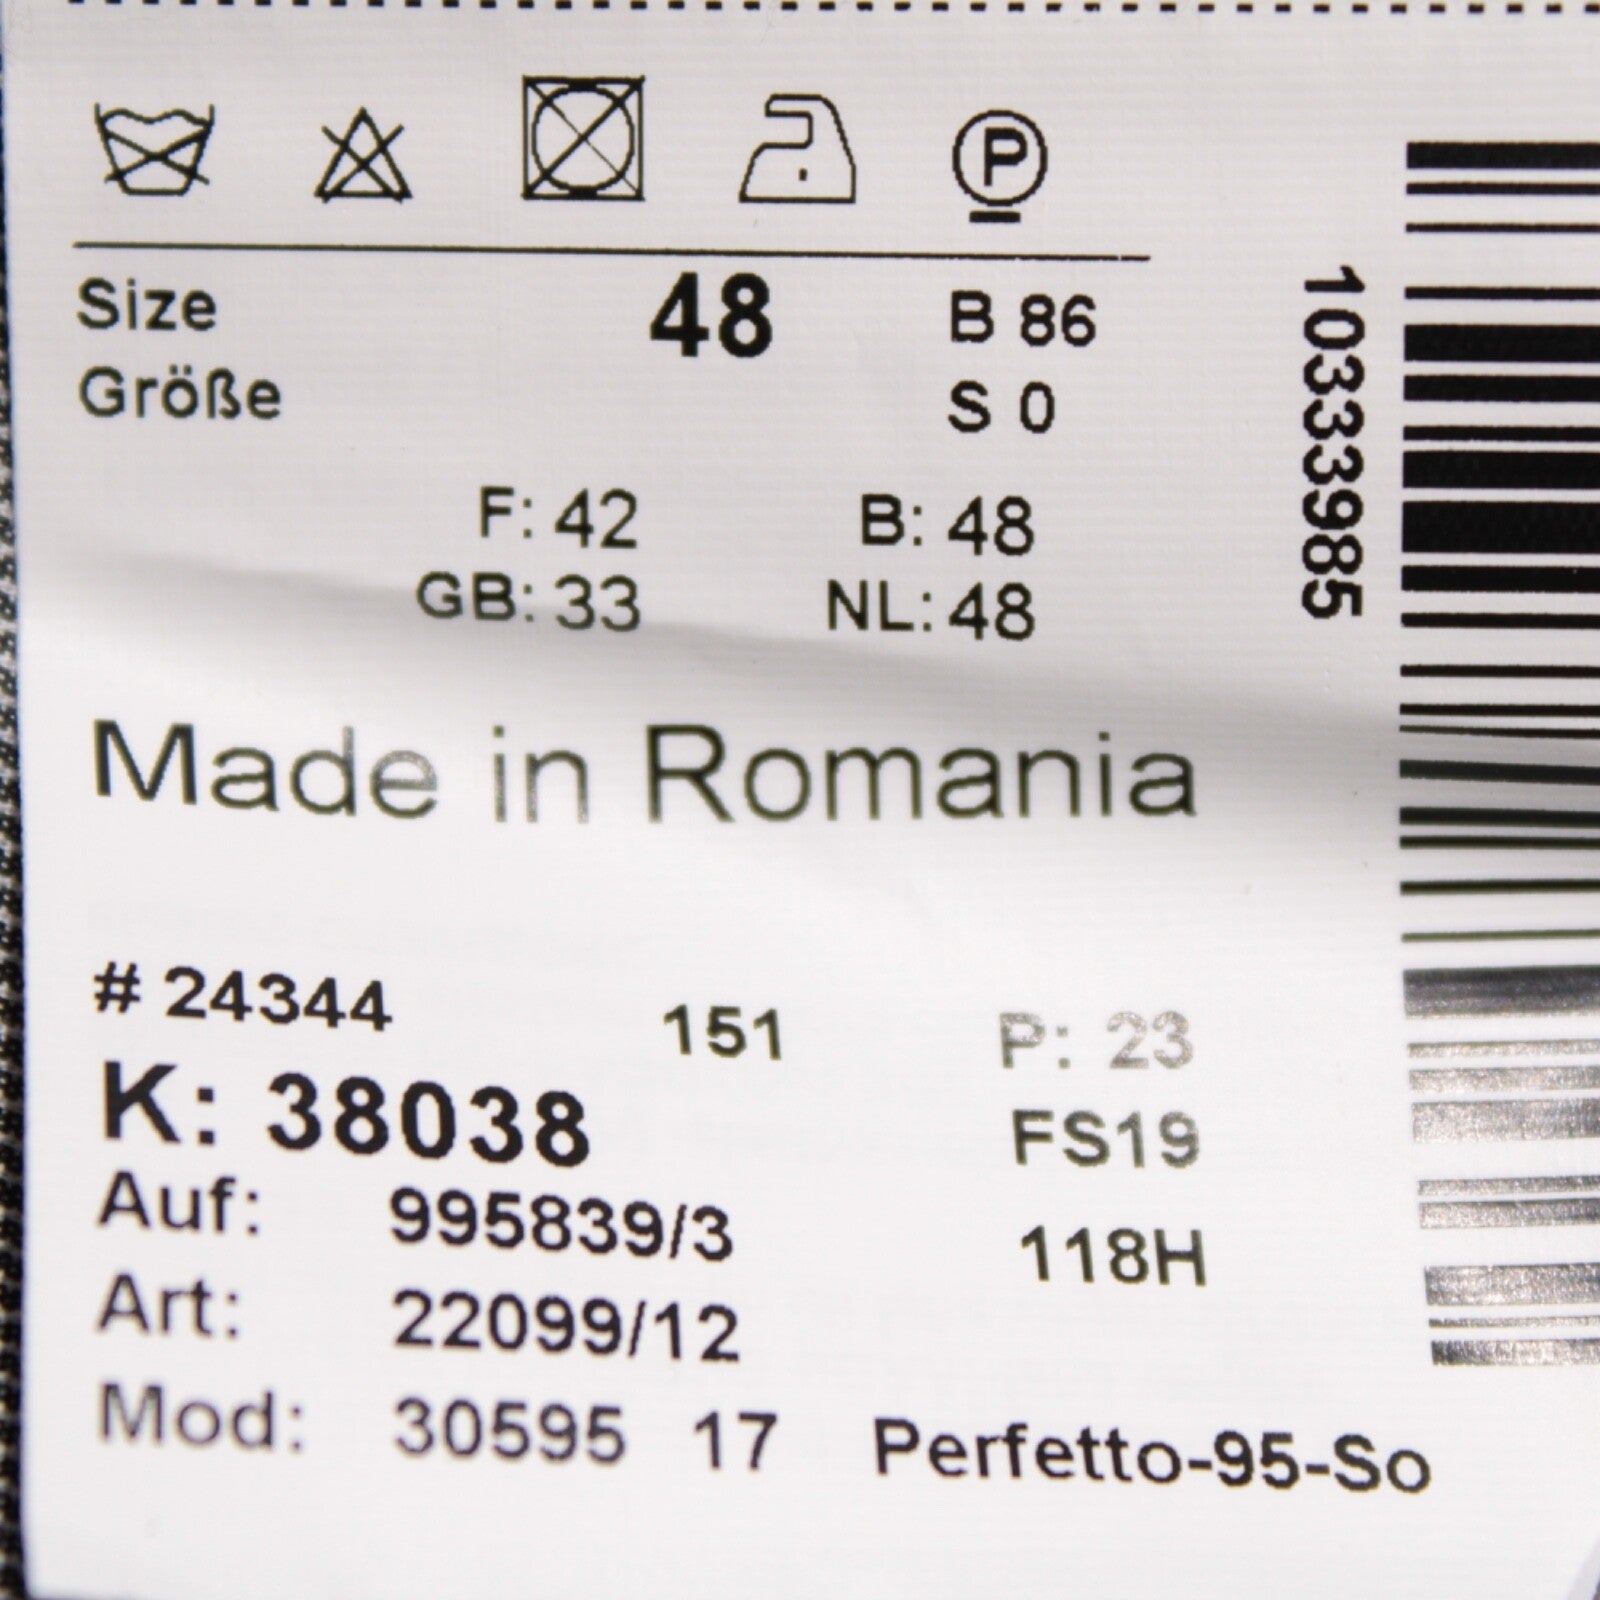 P
Size 48 B 86
Größe S 0
F: 42 B: 48
GB: 33 NL: 48
Made in Romania
# 24344 151 P: 23
K: 38038 FS19
Auf: 995839/3
118H
Art: 22099/12
Mod: 30595 17 Perfetto-95-So
10333985